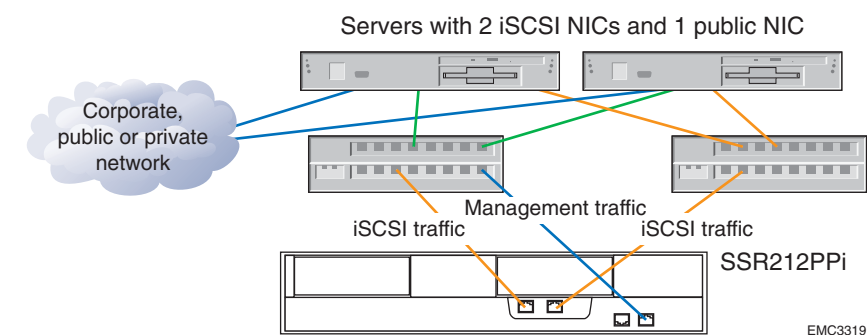 Servers with 2 iSCSI NICs and 1 public NIC
Corporate,
public or private
network
Management traffic
iSCSI traffic
iSCSI traffic
SSR212PPi
EMC3319